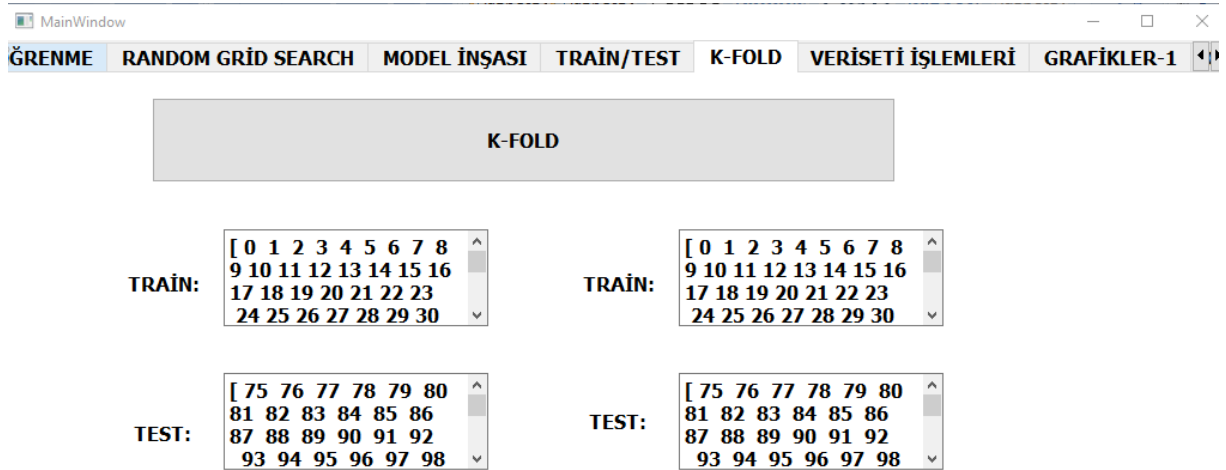 MainWindow
ĞRENME RANDOM GRİD SEARCH MODEL İNŞASI TRAİN/TEST K-FOLD VERİSETİ İŞLEMLERİ GRAFİKLER-1
K-FOLD
TRAİN:
[ 0 1 2 3 4 5 6 7 8
9 10 11 12 13 14 15 16
17 18 19 20 21 22 23
24 25 26 27 28 29 30
TRAİN:
[ 0 1 2 3 4 5 6 7 8
9 10 11 12 13 14 15 16
17 18 19 20 21 22 23
24 25 26 27 28 29 30
TEST:
[ 75 76 77 78 79 80
81 82 83 84 85 86
87 88 89 90 91 92
93 94 95 96 97 98
TEST:
[ 75 76 77 78 79 80
81 82 83 84 85 86
87 88 89 90 91 92
93 94 95 96 97 98